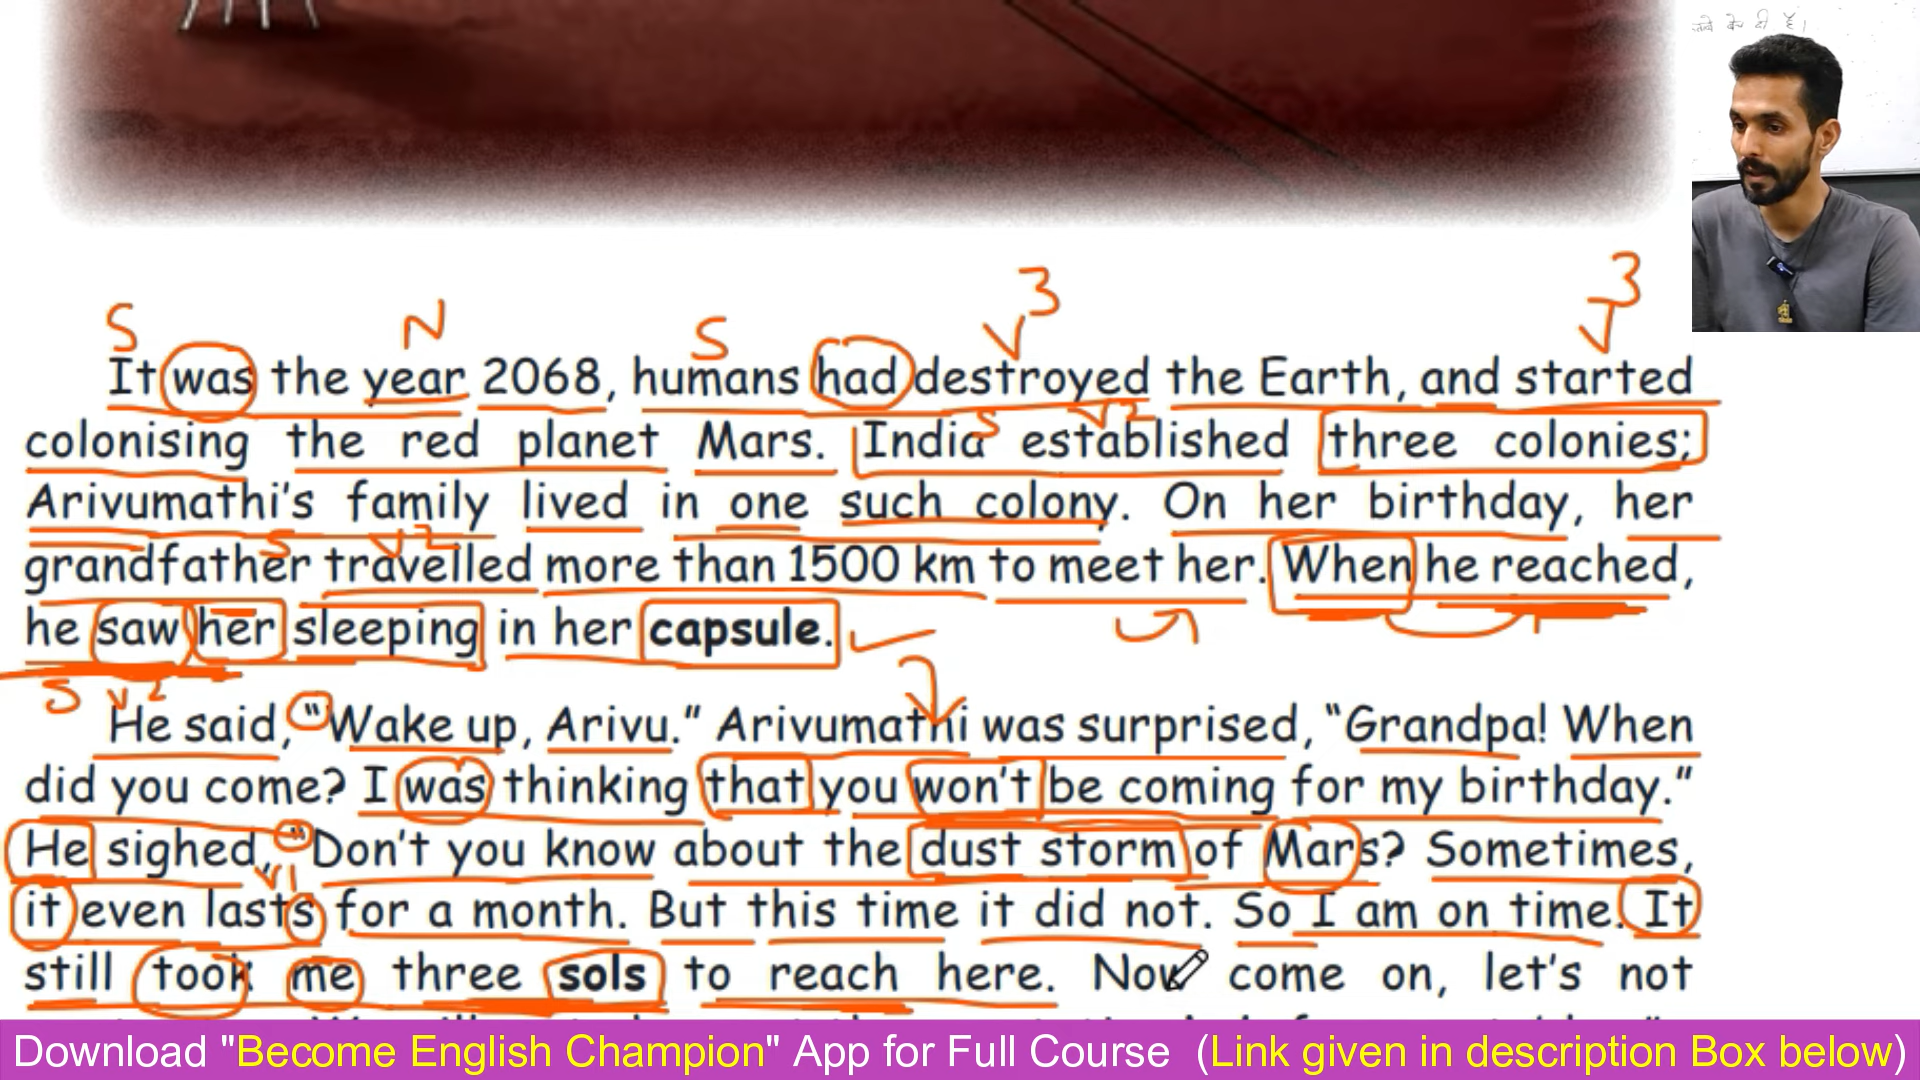 S N S V 3 V 3
It was the year 2068, humans had destroyed the Earth, and started
S V2
colonising the red planet Mars. India established three colonies;
Arivumathi's family lived in one such colony. On her birthday, her
S V2
grandfather travelled more than 1500 km to meet her. When he reached,
he saw her sleeping in her capsule.
S V2
He said, "Wake up, Arivu." Arivumathi was surprised, "Grandpa! When
did you come? I was thinking that you won't be coming for my birthday."
He sighed, "Don't you know about the dust storm of Mars? Sometimes,
V1
it even lasts for a month. But this time it did not. So I am on time. It
still took me three sols to reach here. Now come on, let's not
Download "Become English Champion" App for Full Course (Link given in description Box below)